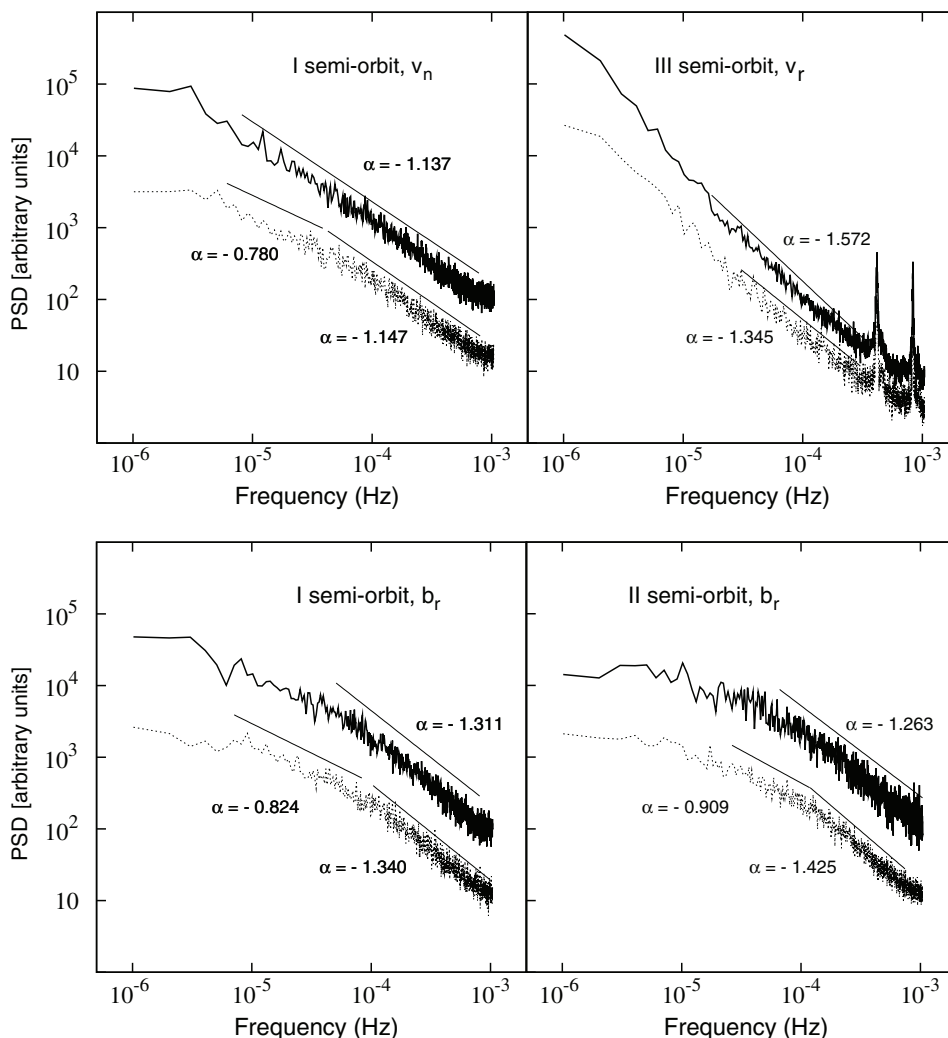 I semi-orbit, vn
III semi-orbit, vr
PSD [arbitrary units]
10^5
10^4
10^3
10^2
10
α = - 1.137
α = - 0.780
α = - 1.147
α = - 1.572
α = - 1.345
10^-6 10^-5 10^-4 10^-3
10^-6 10^-5 10^-4 10^-3
Frequency (Hz)
Frequency (Hz)
I semi-orbit, br
II semi-orbit, br
PSD [arbitrary units]
10^5
10^4
10^3
10^2
10
α = - 1.311
α = - 0.824
α = - 1.340
α = - 1.263
α = - 0.909
α = - 1.425
10^-6 10^-5 10^-4 10^-3
10^-6 10^-5 10^-4 10^-3
Frequency (Hz)
Frequency (Hz)